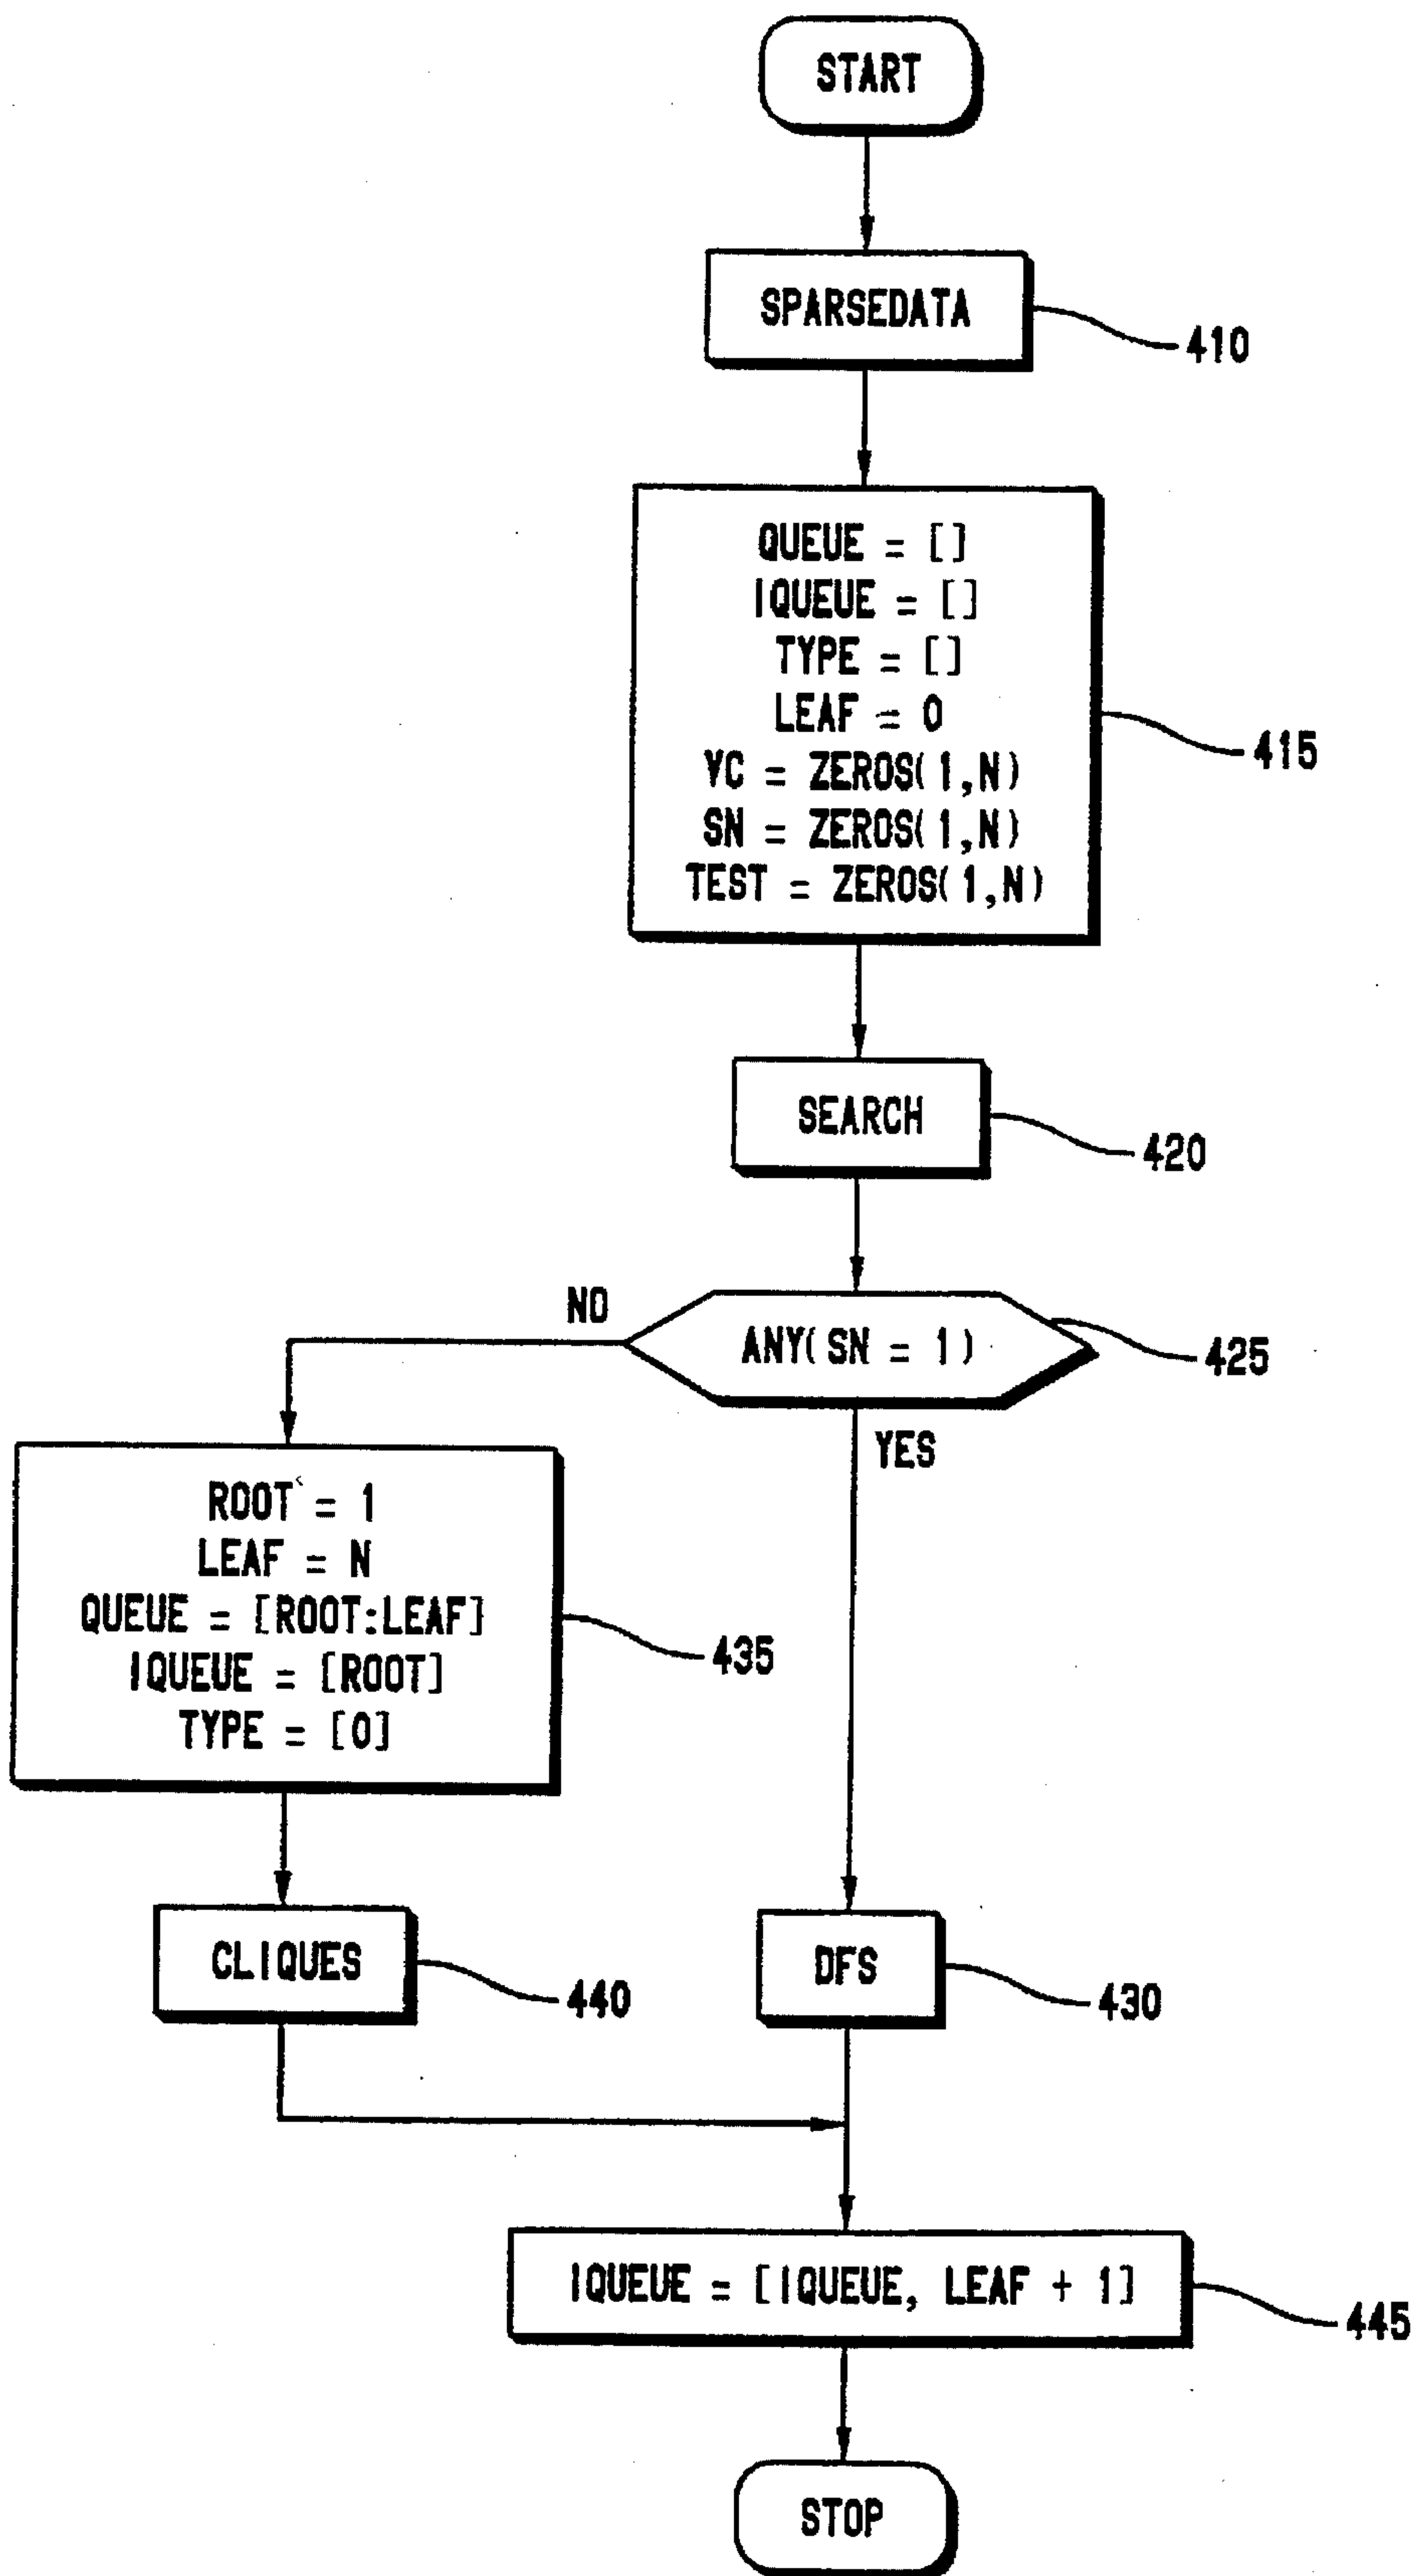 START
SPARSEDATA
410
QUEUE = []
IQUEUE = []
TYPE = []
LEAF = 0
VC = ZEROS(1,N)
SN = ZEROS(1,N)
TEST = ZEROS(1,N)
415
SEARCH
420
NO
ANY(SN = 1)
425
YES
ROOT = 1
LEAF = N
QUEUE = [ROOT:LEAF]
IQUEUE = [ROOT]
TYPE = [0]
435
CLIQUES
440
DFS
430
IQUEUE = [IQUEUE, LEAF + 1]
445
STOP